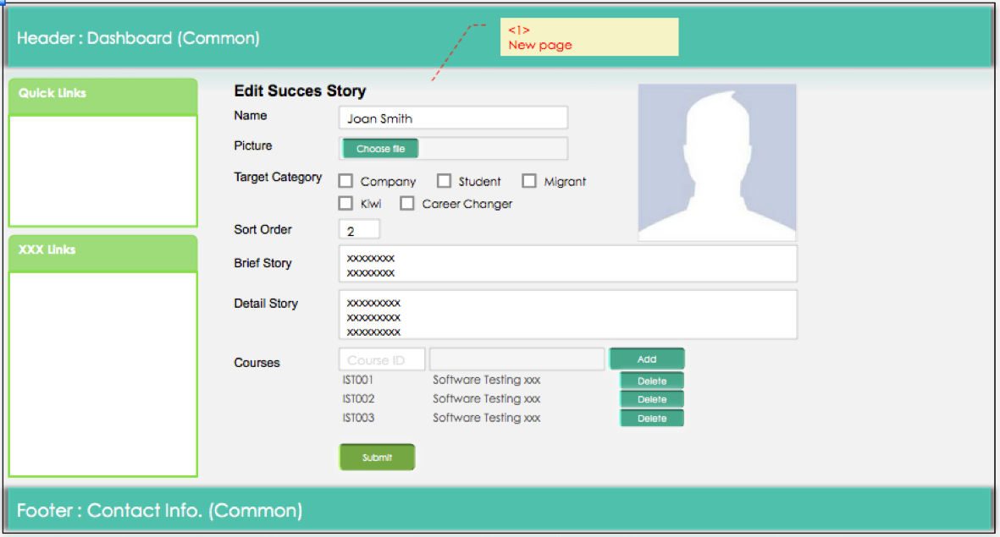 Header : Dashboard (Common)
<1>
New page
Quick Links
XXX Links
Edit Succes Story
Name
Joan Smith
Picture
Choose file
Target Category
Company
Student
Migrant
Kiwi
Career Changer
Sort Order
2
Brief Story
xxxxxxxx
xxxxxxxx
Detail Story
xxxxxxxxx
xxxxxxxxx
xxxxxxxxx
Courses
Course ID
Add
IST001 Software Testing xxx Delete
IST002 Software Testing xxx Delete
IST003 Software Testing xxx Delete
Submit
Footer : Contact Info. (Common)